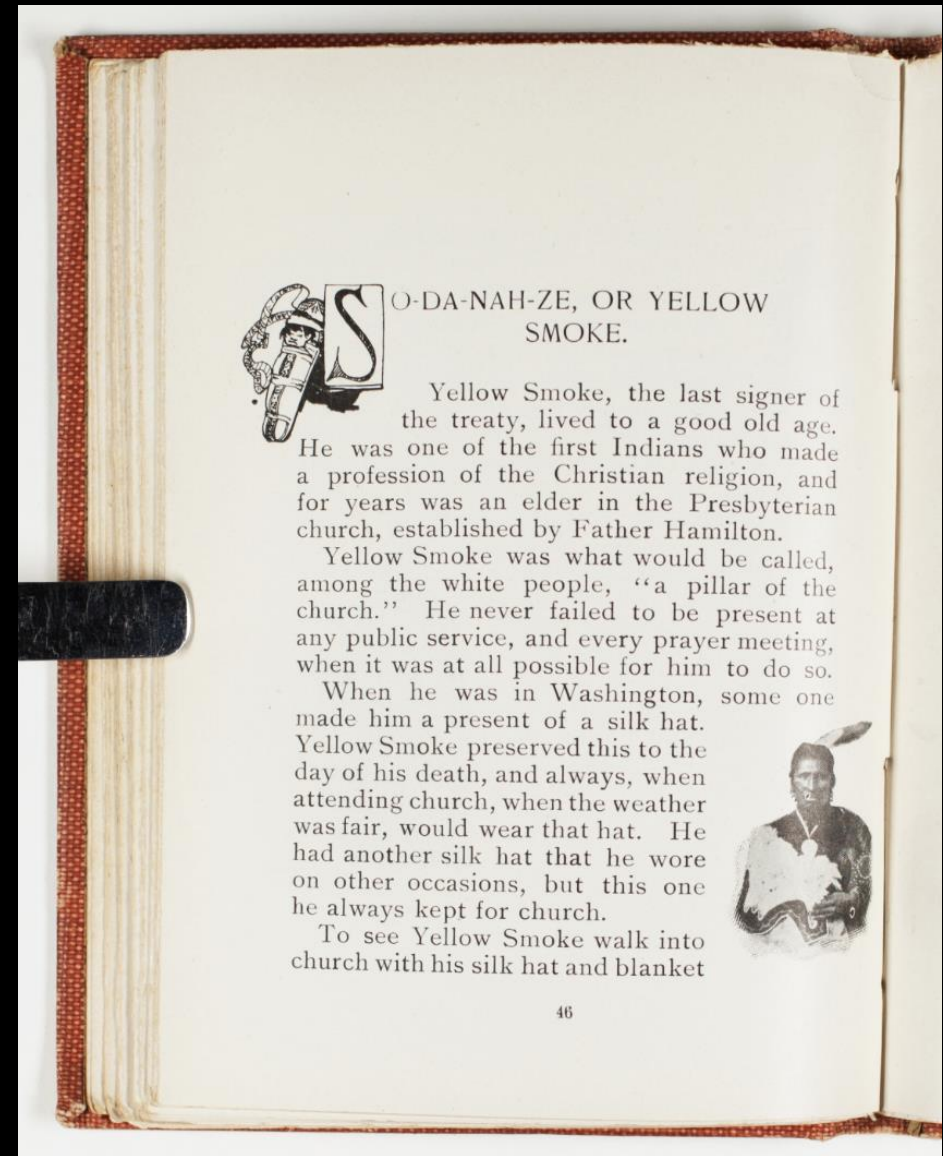 SO-DA-NAH-ZE, OR YELLOW
SMOKE.
Yellow Smoke, the last signer of
the treaty, lived to a good old age.
He was one of the first Indians who made
a profession of the Christian religion, and
for years was an elder in the Presbyterian
church, established by Father Hamilton.
Yellow Smoke was what would be called,
among the white people, “a pillar of the
church.” He never failed to be present at
any public service, and every prayer meeting,
when it was at all possible for him to do so.
When he was in Washington, some one
made him a present of a silk hat.
Yellow Smoke preserved this to the
day of his death, and always, when
attending church, when the weather
was fair, would wear that hat. He
had another silk hat that he wore
on other occasions, but this one
he always kept for church.
To see Yellow Smoke walk into
church with his silk hat and blanket
46